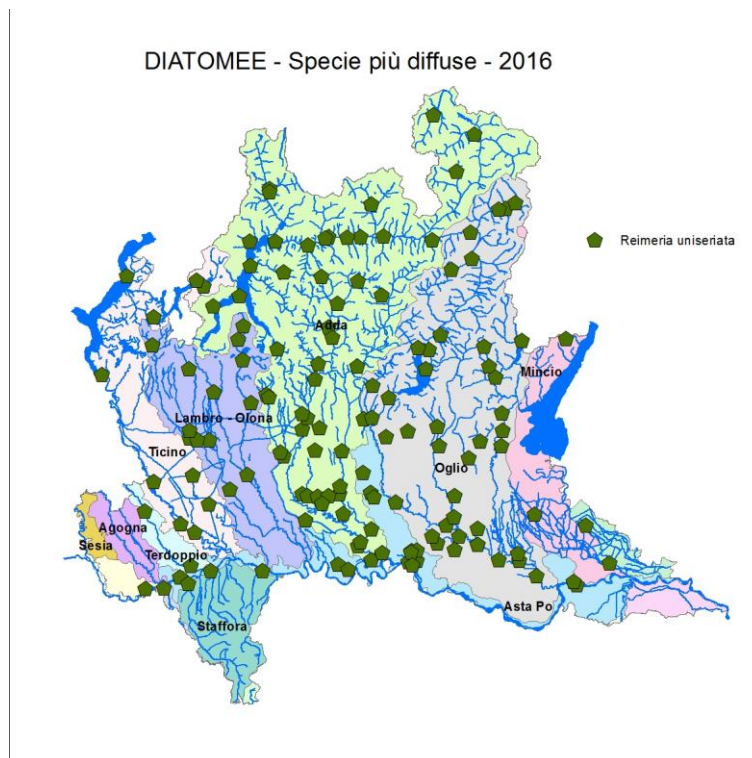 DIATOMEE - Specie più diffuse - 2016
Reimeria uniseriata
Adda
Mincio
Lambro - Olona
Ticino
Oglio
Agogna
Sesia
Terdoppio
Asta Po
Staffora